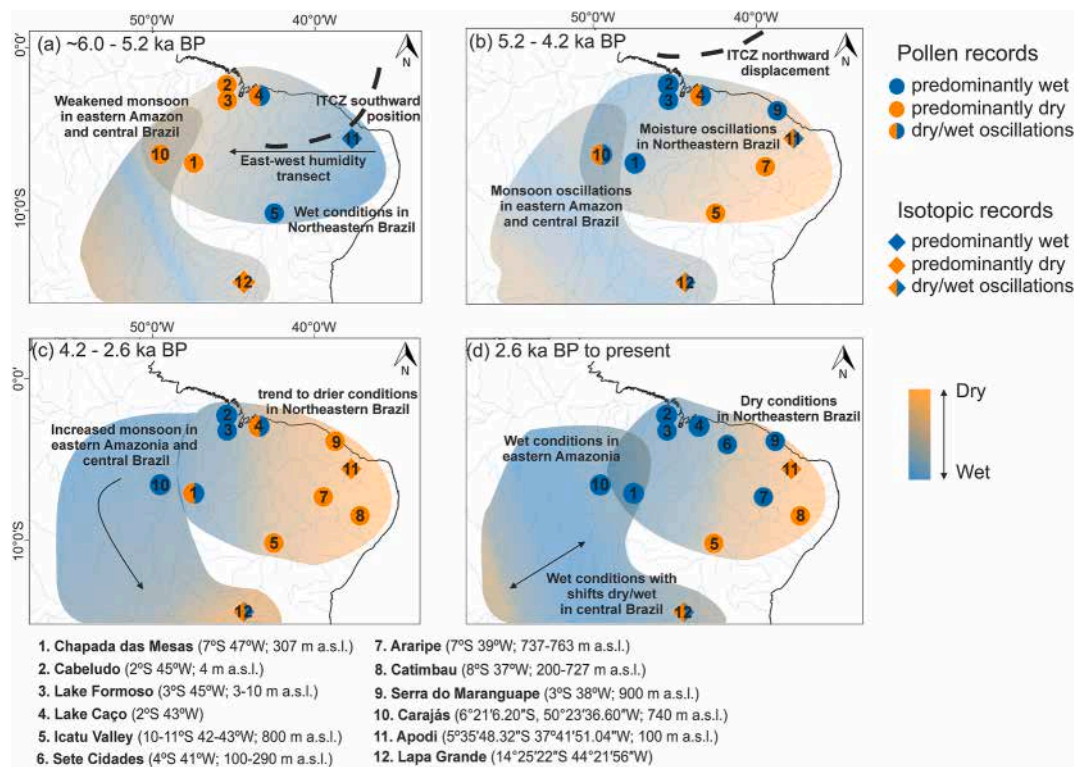 50°0'W
40°0'W
40°0'W
(a) ~6.0 - 5.2 ka BP
N
0°0'
10°0'S
Weakened monsoon
in eastern Amazon
and central Brazil
ITCZ southward
position
East-west humidity
transect
Wet conditions in
Northeastern Brazil
2
3
4
11
10
1
5
12
(b) 5.2 - 4.2 ka BP
N
ITCZ northward
displacement
Moisture oscillations
in Northeastern Brazil
Monsoon oscillations
in eastern Amazon
and central Brazil
2
3
4
9
11
10
1
7
5
12
Pollen records
predominantly wet
predominantly dry
dry/wet oscillations
Isotopic records
predominantly wet
predominantly dry
dry/wet oscillations
50°0'W
40°0'W
40°0'W
(c) 4.2 - 2.6 ka BP
N
0°0'
10°0'S
trend to drier conditions
in Northeastern Brazil
Increased monsoon in
eastern Amazonia and
central Brazil
2
3
4
9
11
10
1
7
8
5
12
(d) 2.6 ka BP to present
N
Dry conditions
in Northeastern Brazil
Wet conditions in
eastern Amazonia
Wet conditions with
shifts dry/wet
in central Brazil
2
3
4
6
9
11
10
1
7
8
5
12
Dry
Wet
1. Chapada das Mesas (7ºS 47ºW; 307 m a.s.l.)
2. Cabeludo (2ºS 45ºW; 4 m a.s.l.)
3. Lake Formoso (3ºS 45ºW; 3-10 m a.s.l.)
4. Lake Caço (2ºS 43ºW)
5. Icatu Valley (10-11ºS 42-43ºW; 800 m a.s.l.)
6. Sete Cidades (4ºS 41ºW; 100-290 m a.s.l.)
7. Araripe (7ºS 39ºW; 737-763 m a.s.l.)
8. Catimbau (8ºS 37ºW; 200-727 m a.s.l.)
9. Serra do Maranguape (3ºS 38ºW; 900 m a.s.l.)
10. Carajás (6°21′6.20″S, 50°23′36.60″W; 740 m a.s.l.)
11. Apodi (5°35′48.32″S 37°41′51.04″W; 100 m a.s.l.)
12. Lapa Grande (14°25′22″S 44°21′56″W)